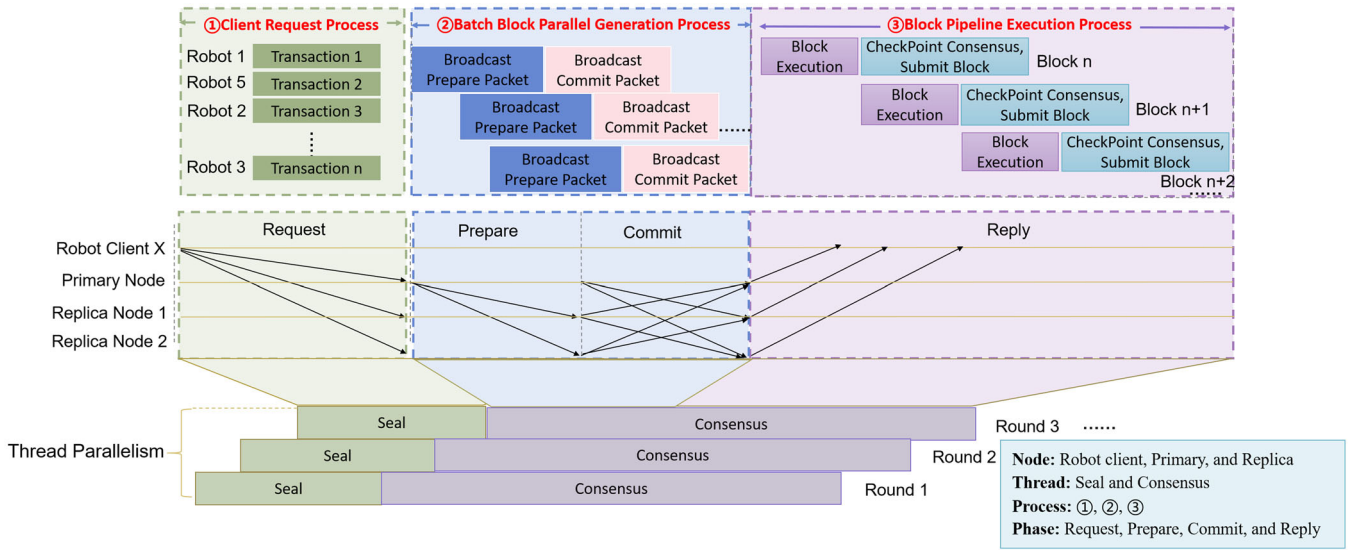 ①Client Request Process
②Batch Block Parallel Generation Process
③Block Pipeline Execution Process
Robot 1
Transaction 1
Robot 5
Transaction 2
Robot 2
Transaction 3
⋮
Robot 3
Transaction n
Broadcast
Prepare Packet
Broadcast
Commit Packet
Broadcast
Prepare Packet
Broadcast
Commit Packet
......
Broadcast
Prepare Packet
Broadcast
Commit Packet
Block
Execution
CheckPoint Consensus,
Submit Block
Block n
Block
Execution
CheckPoint Consensus,
Submit Block
Block n+1
Block
Execution
CheckPoint Consensus,
Submit Block
Block n+2
......
Request
Prepare
Commit
Reply
Robot Client X
Primary Node
Replica Node 1
Replica Node 2
Thread Parallelism
Seal
Consensus
Round 3 ......
Seal
Consensus
Round 2
Seal
Consensus
Round 1
Node: Robot client, Primary, and Replica
Thread: Seal and Consensus
Process: ①, ②, ③
Phase: Request, Prepare, Commit, and Reply